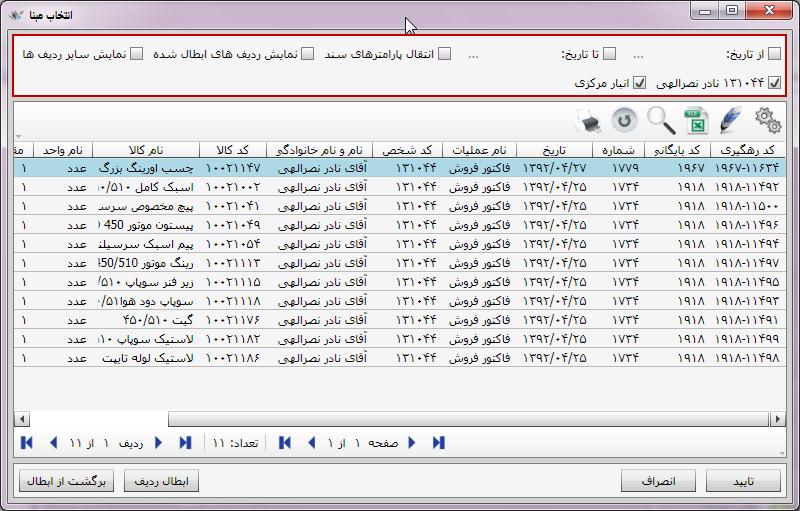 انتخاب مبنا
از تاریخ: ... تا تاریخ: ... انتقال پارامترهای سند نمایش ردیف های ابطال شده نمایش سایر ردیف ها
۱۳۱۰۴۴ نادر نصرالهی انبار مرکزی
کد رهگیری کد بایگانی شماره تاریخ نام عملیات کد شخص نام و نام خانوادگی کد کالا نام کالا نام واحد مق
۱۹۶۷-۱۱۶۳۴ ۱۹۶۷ ۱۷۷۹ ۱۳۹۲/۰۴/۲۷ فاکتور فروش ۱۳۱۰۴۴ آقای نادر نصرالهی ۱۰۰۲۱۱۴۷ چسب اورینگ بزرگ عدد ۱
۱۹۱۸-۱۱۴۹۲ ۱۹۱۸ ۱۷۳۴ ۱۳۹۲/۰۴/۲۵ فاکتور فروش ۱۳۱۰۴۴ آقای نادر نصرالهی ۱۰۰۲۱۰۰۲ اسبک کامل ۵۱۰/۰ عدد ۱
۱۹۱۸-۱۱۵۰۰ ۱۹۱۸ ۱۷۳۴ ۱۳۹۲/۰۴/۲۵ فاکتور فروش ۱۳۱۰۴۴ آقای نادر نصرالهی ۱۰۰۲۱۰۴۱ پیچ مخصوص سرسـ عدد ۱
۱۹۱۸-۱۱۴۹۶ ۱۹۱۸ ۱۷۳۴ ۱۳۹۲/۰۴/۲۵ فاکتور فروش ۱۳۱۰۴۴ آقای نادر نصرالهی ۱۰۰۲۱۰۴۹ پیستون موتور 450 عدد ۱
۱۹۱۸-۱۱۴۹۴ ۱۹۱۸ ۱۷۳۴ ۱۳۹۲/۰۴/۲۵ فاکتور فروش ۱۳۱۰۴۴ آقای نادر نصرالهی ۱۰۰۲۱۰۵۴ پیم اسبک سرسیلند عدد ۱
۱۹۱۸-۱۱۴۹۷ ۱۹۱۸ ۱۷۳۴ ۱۳۹۲/۰۴/۲۵ فاکتور فروش ۱۳۱۰۴۴ آقای نادر نصرالهی ۱۰۰۲۱۱۱۳ رینگ موتور 450/510 عدد ۱
۱۹۱۸-۱۱۴۹۵ ۱۹۱۸ ۱۷۳۴ ۱۳۹۲/۰۴/۲۵ فاکتور فروش ۱۳۱۰۴۴ آقای نادر نصرالهی ۱۰۰۲۱۱۱۵ زیر فنر سوپاپ ۵۱۰/ عدد ۱
۱۹۱۸-۱۱۴۹۳ ۱۹۱۸ ۱۷۳۴ ۱۳۹۲/۰۴/۲۵ فاکتور فروش ۱۳۱۰۴۴ آقای نادر نصرالهی ۱۰۰۲۱۱۱۸ سوپاپ دود هوا۵۱/۰ عدد ۱
۱۹۱۸-۱۱۴۹۱ ۱۹۱۸ ۱۷۳۴ ۱۳۹۲/۰۴/۲۵ فاکتور فروش ۱۳۱۰۴۴ آقای نادر نصرالهی ۱۰۰۲۱۱۷۶ گیت ۴۵۰/۵۱۰ عدد ۱
۱۹۱۸-۱۱۴۹۹ ۱۹۱۸ ۱۷۳۴ ۱۳۹۲/۰۴/۲۵ فاکتور فروش ۱۳۱۰۴۴ آقای نادر نصرالهی ۱۰۰۲۱۱۸۲ لاستیک سوپاپ ۵۱۰ عدد ۱
۱۹۱۸-۱۱۴۹۸ ۱۹۱۸ ۱۷۳۴ ۱۳۹۲/۰۴/۲۵ فاکتور فروش ۱۳۱۰۴۴ آقای نادر نصرالهی ۱۰۰۲۱۱۸۶ لاستیک لوله تایپت عدد ۱
صفحه ۱ از ۱ تعداد: ۱۱ ردیف ۱ از ۱۱
تایید انصراف ابطال ردیف برگشت از ابطال